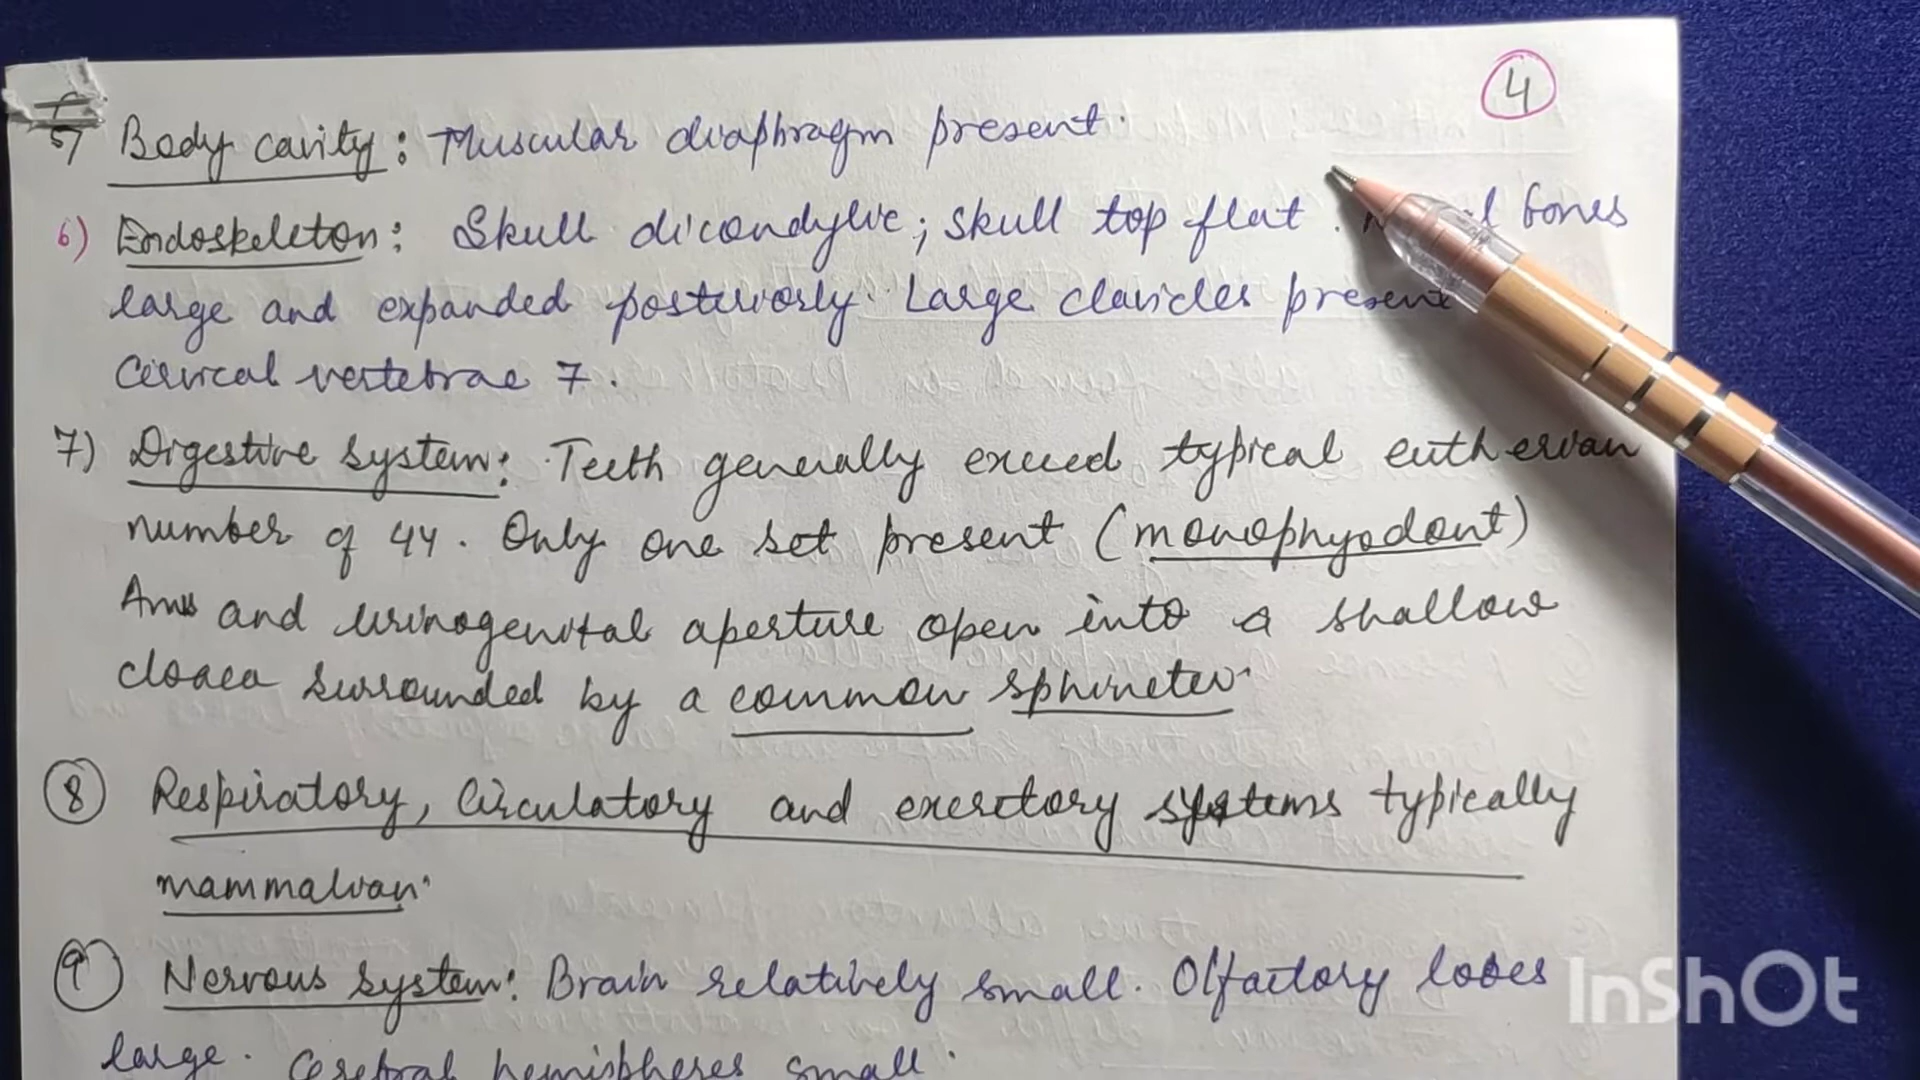 4
5) Body cavity: Muscular diaphragm present.
6) Endoskeleton: Skull dicondylic; skull top flat. bones
large and expanded posteriorly. Large clavicles present
Cervical vertebrae 7.
7) Digestive system: Teeth generally exceed typical eutherian
number of 44. Only one set present (monophyodont)
Anus and urinogenital aperture open into a shallow
cloaca surrounded by a common sphincter.
8 Respiratory, Circulatory and excretory systems typically
mammalian.
9 Nervous system: Brain relatively small. Olfactory lobes
large. Cerebral hemispheres small.
InShOt